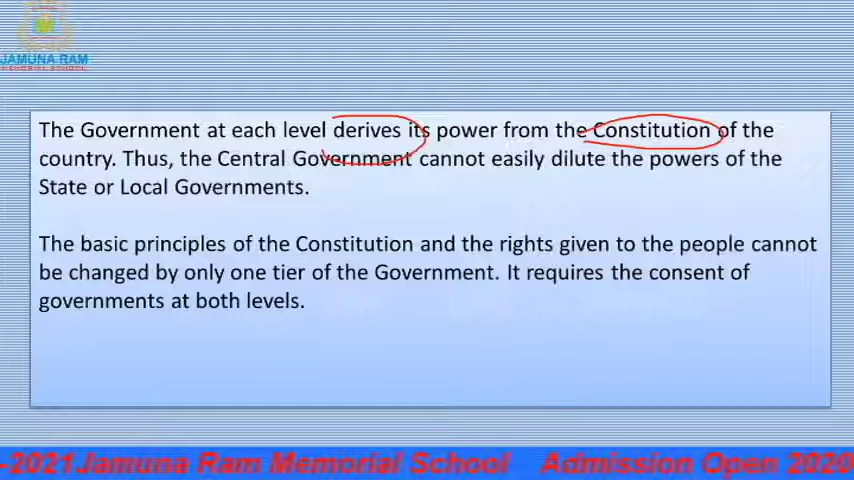 JAMUNA RAM
MEMORIAL SCHOOL
The Government at each level derives its power from the Constitution of the
country. Thus, the Central Government cannot easily dilute the powers of the
State or Local Governments.
The basic principles of the Constitution and the rights given to the people cannot
be changed by only one tier of the Government. It requires the consent of
governments at both levels.
-2021Jamuna Ram Memorial School Admission Open 2020